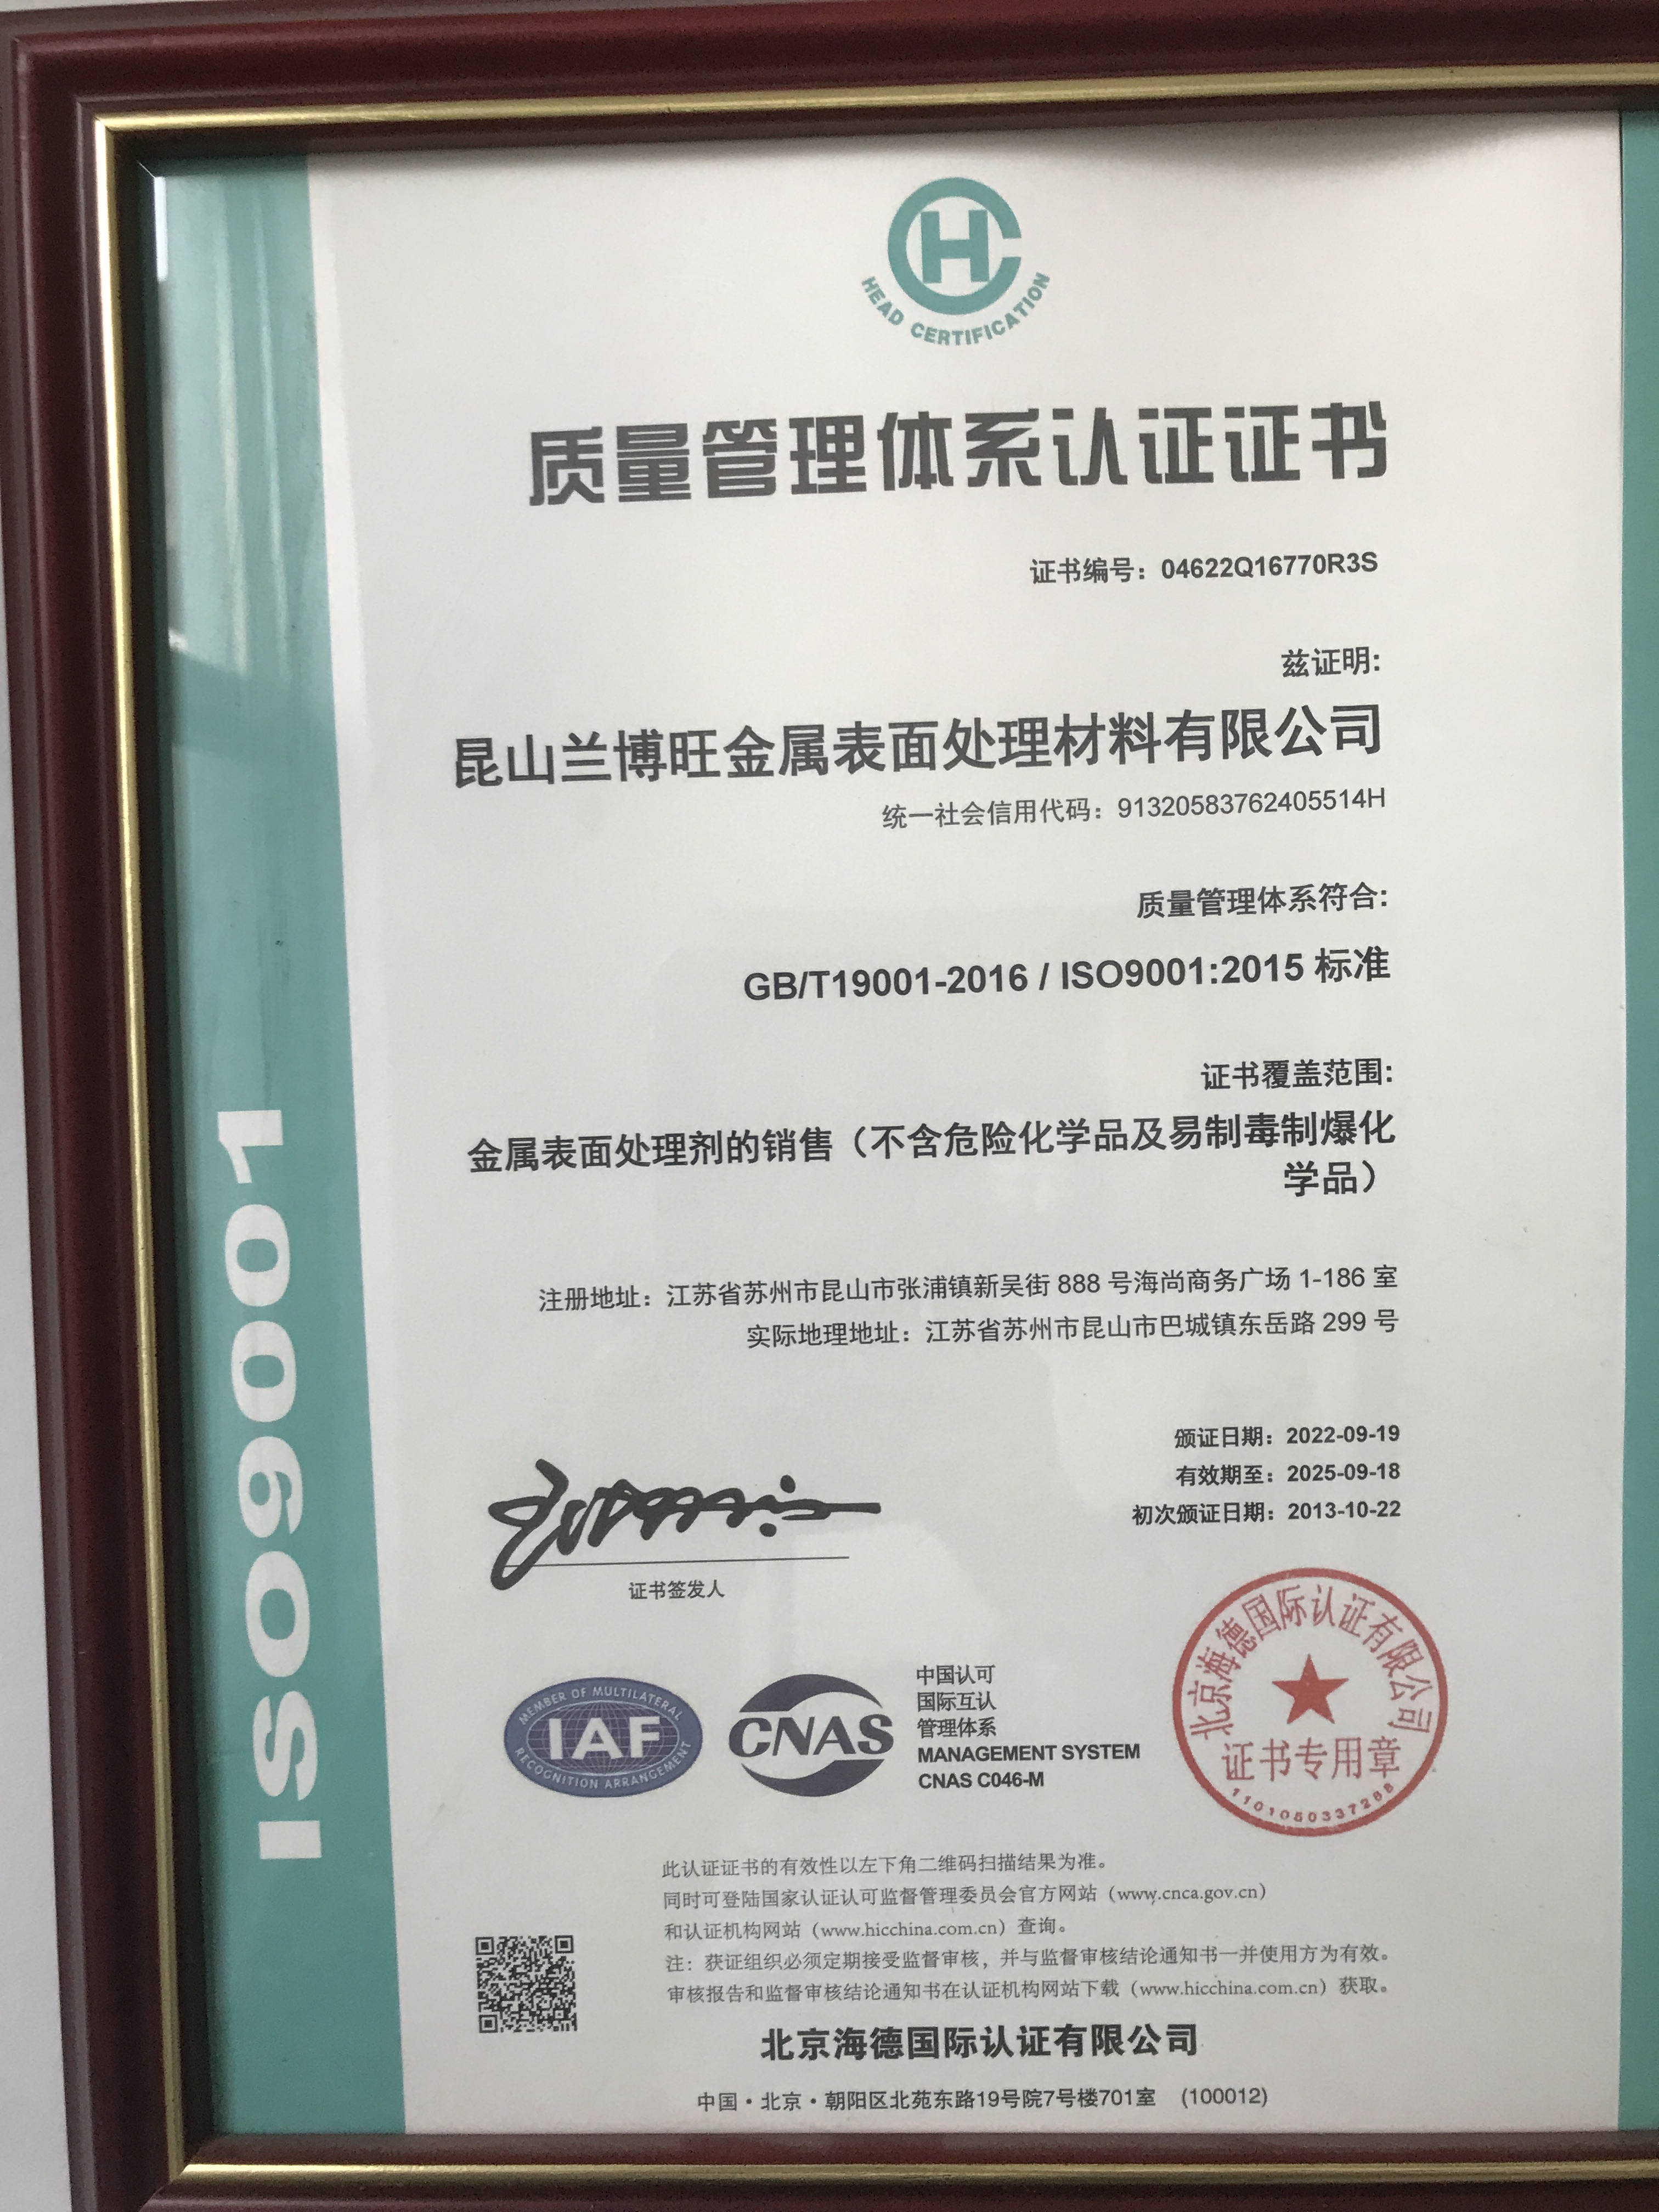 HC
HEAD CERTIFICATION
质量管理体系认证证书
证书编号：04622Q16770R3S
兹证明:
昆山兰博旺金属表面处理材料有限公司
统一社会信用代码：91320583762405514H
质量管理体系符合:
GB/T19001-2016 / ISO9001:2015 标准
证书覆盖范围:
金属表面处理剂的销售（不含危险化学品及易制毒制爆化
学品）
注册地址：江苏省苏州市昆山市张浦镇新吴街 888 号海尚商务广场 1-186 室
实际地理地址：江苏省苏州市昆山市巴城镇东岳路 299 号
颁证日期：2022-09-19
有效期至：2025-09-18
初次颁证日期：2013-10-22
证书签发人
ISO9001
MEMBER OF MULTILATERAL
IAF
RECOGNITION ARRANGEMENT
CNAS
中国认可
国际互认
管理体系
MANAGEMENT SYSTEM
CNAS C046-M
北京海德国际认证有限公司
证书专用章
1101050337288
此认证证书的有效性以左下角二维码扫描结果为准。
同时可登陆国家认证认可监督管理委员会官方网站（www.cnca.gov.cn）
和认证机构网站（www.hicchina.com.cn）查询。
注：获证组织必须定期接受监督审核，并与监督审核结论通知书一并使用方为有效。
审核报告和监督审核结论通知书在认证机构网站下载（www.hicchina.com.cn）获取。
北京海德国际认证有限公司
中国·北京·朝阳区北苑东路19号院7号楼701室 (100012)